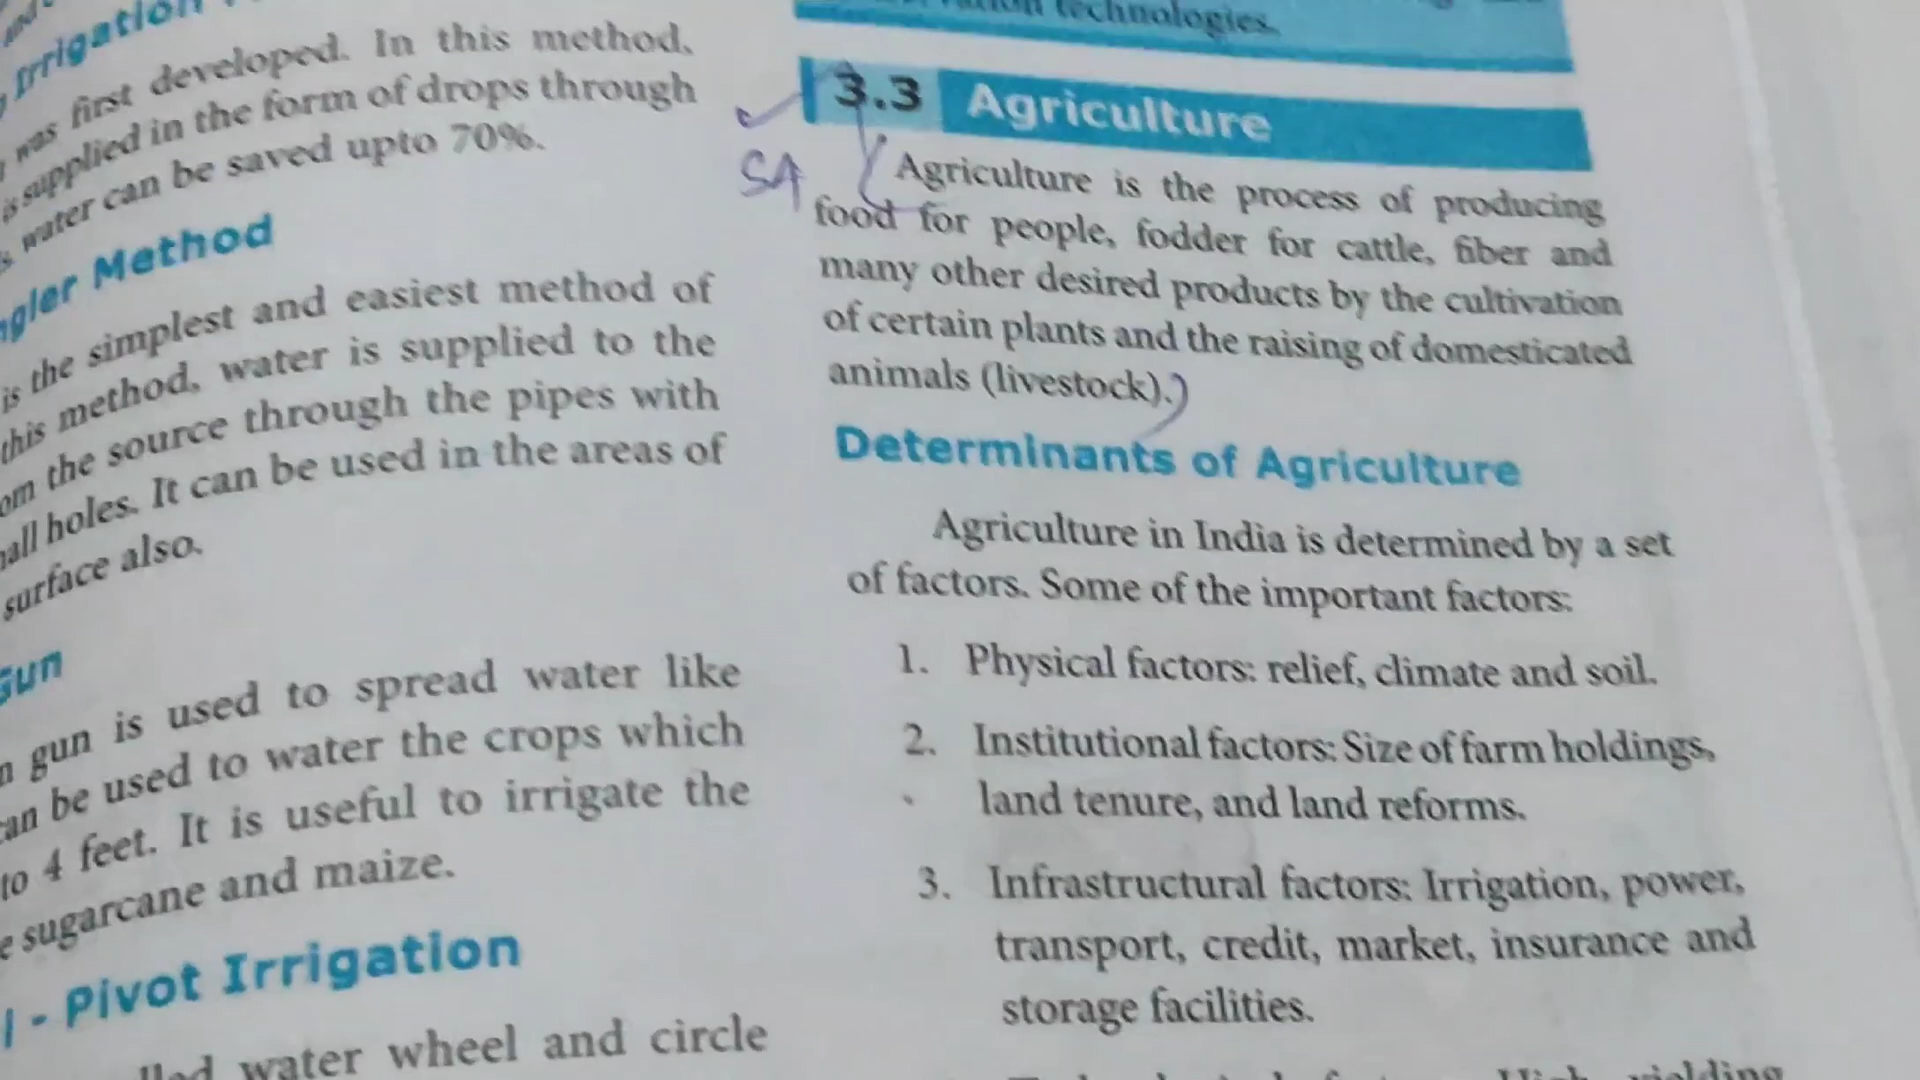 Irrigation
was first developed. In this method,
is supplied in the form of drops through
water can be saved upto 70%.
Method
is the simplest and easiest method of
this method, water is supplied to the
the source through the pipes with
holes. It can be used in the areas of
surface also.
Gun
gun is used to spread water like
be used to water the crops which
to 4 feet. It is useful to irrigate the
sugarcane and maize.
- Pivot Irrigation
water wheel and circle
technologies.
3.3 Agriculture
SA
Agriculture is the process of producing
food for people, fodder for cattle, fiber and
many other desired products by the cultivation
of certain plants and the raising of domesticated
animals (livestock).
Determinants of Agriculture
Agriculture in India is determined by a set
of factors. Some of the important factors:
1. Physical factors: relief, climate and soil.
2. Institutional factors: Size of farm holdings,
land tenure, and land reforms.
3. Infrastructural factors: Irrigation, power,
transport, credit, market, insurance and
storage facilities.